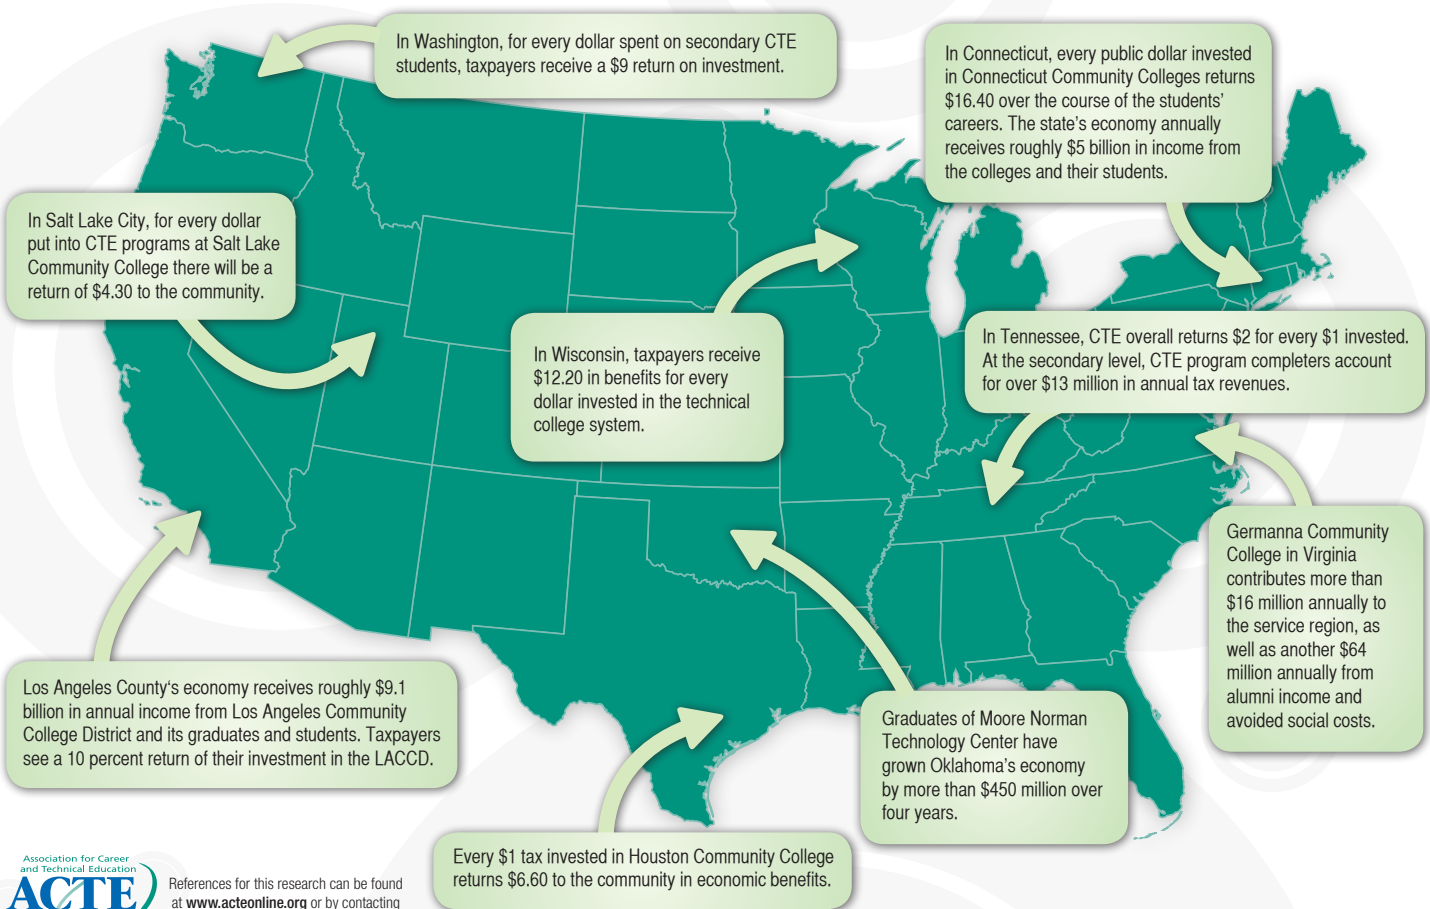 In Washington, for every dollar spent on secondary CTE
students, taxpayers receive a $9 return on investment.
In Connecticut, every public dollar invested
in Connecticut Community Colleges returns
$16.40 over the course of the students’
careers. The state’s economy annually
receives roughly $5 billion in income from
the colleges and their students.
In Salt Lake City, for every dollar
put into CTE programs at Salt Lake
Community College there will be a
return of $4.30 to the community.
In Wisconsin, taxpayers receive
$12.20 in benefits for every
dollar invested in the technical
college system.
In Tennessee, CTE overall returns $2 for every $1 invested.
At the secondary level, CTE program completers account
for over $13 million in annual tax revenues.
Germanna Community
College in Virginia
contributes more than
$16 million annually to
the service region, as
well as another $64
million annually from
alumni income and
avoided social costs.
Los Angeles County‘s economy receives roughly $9.1
billion in annual income from Los Angeles Community
College District and its graduates and students. Taxpayers
see a 10 percent return of their investment in the LACCD.
Graduates of Moore Norman
Technology Center have
grown Oklahoma’s economy
by more than $450 million over
four years.
Every $1 tax invested in Houston Community College
returns $6.60 to the community in economic benefits.
Association for Career
and Technical Education
ACTE
References for this research can be found
at www.acteonline.org or by contacting